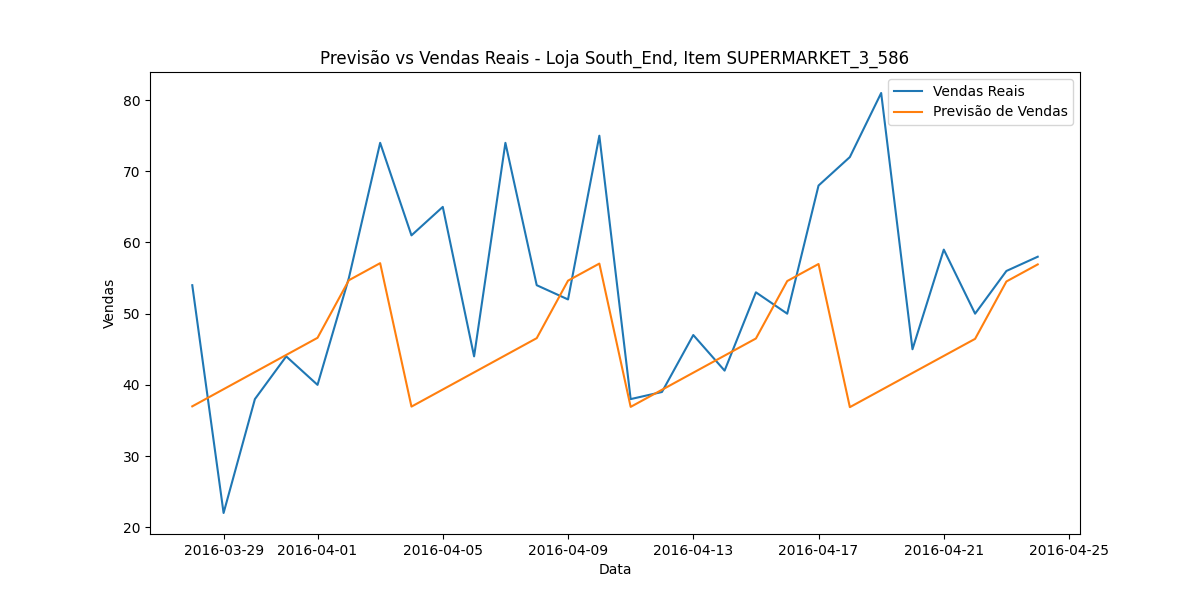 Previsão vs Vendas Reais - Loja South_End, Item SUPERMARKET_3_586
Vendas Reais
Previsão de Vendas
80
70
60
50
40
30
20
Vendas
2016-03-29 2016-04-01 2016-04-05 2016-04-09 2016-04-13 2016-04-17 2016-04-21 2016-04-25
Data